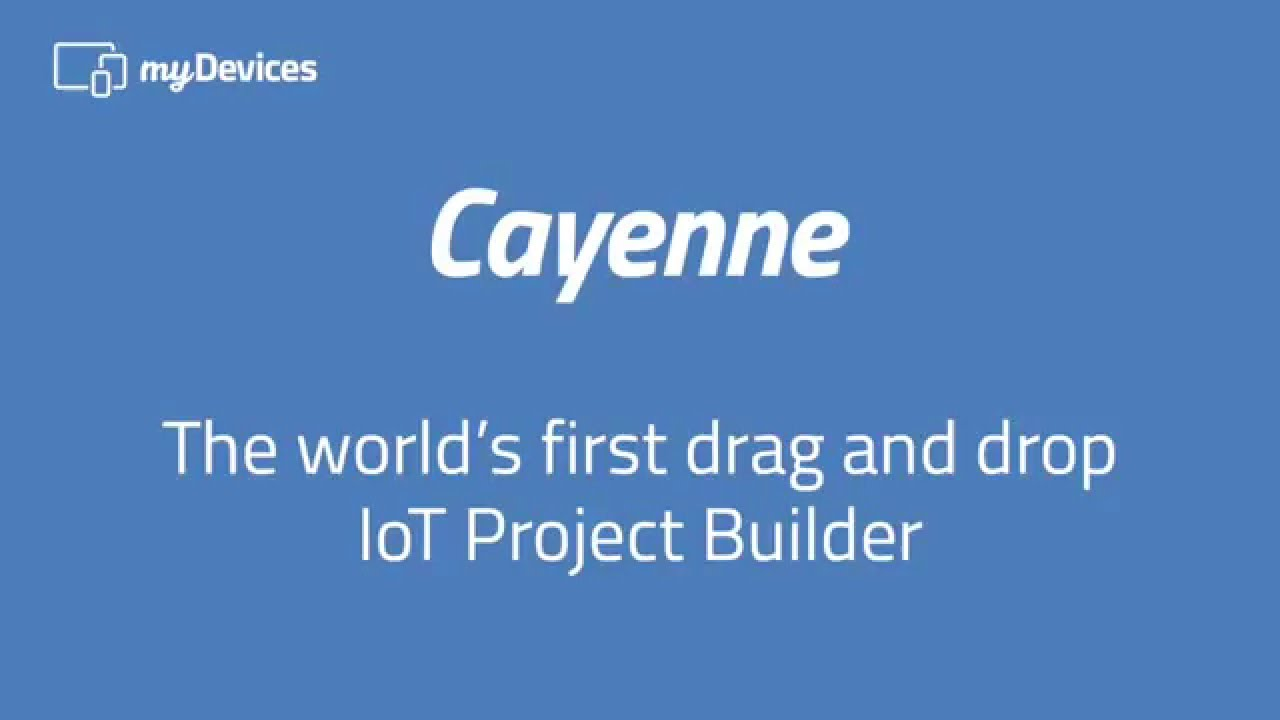 myDevices
Cayenne
The world’s first drag and drop
IoT Project Builder